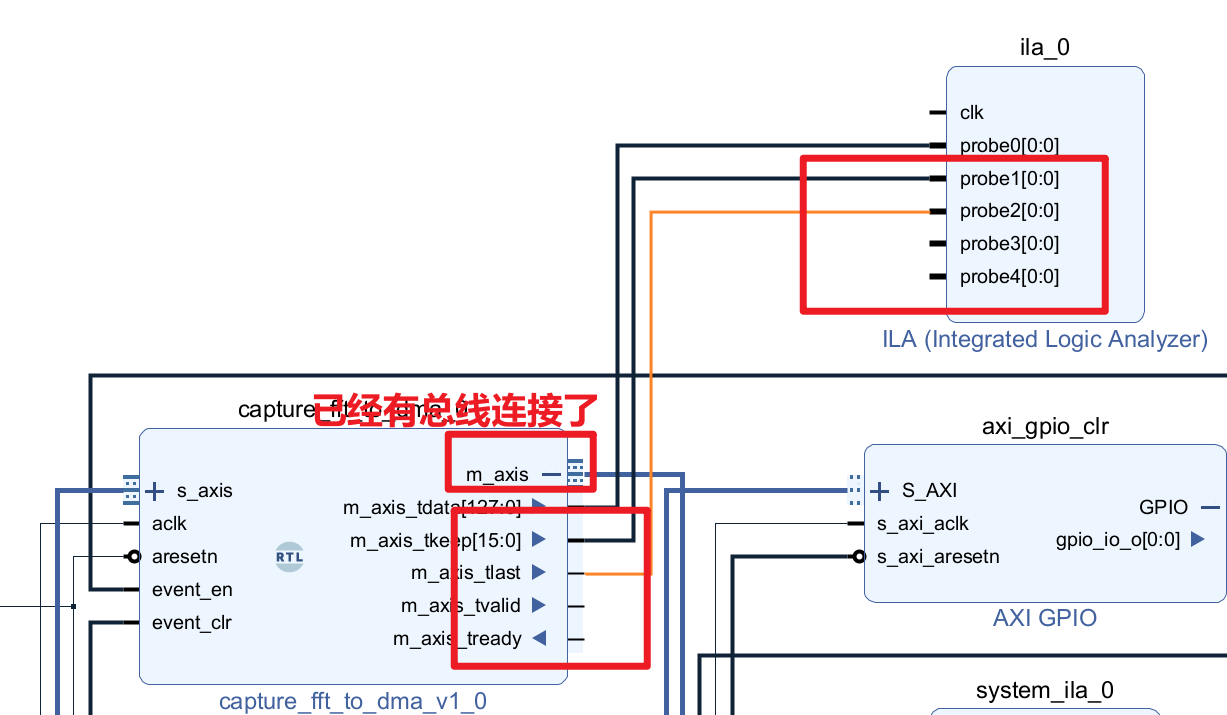 ila_0
clk
probe0[0:0]
probe1[0:0]
probe2[0:0]
probe3[0:0]
probe4[0:0]
ILA (Integrated Logic Analyzer)
capture_fft_to_dma_0
已经有总线连接了
m_axis
s_axis
m_axis_tdata[127:0]
aclk
m_axis_tkeep[15:0]
aresetn
RTL
m_axis_tlast
event_en
m_axis_tvalid
event_clr
m_axis_tready
capture_fft_to_dma_v1_0
axi_gpio_clr
S_AXI
GPIO
s_axi_aclk
gpio_io_o[0:0]
s_axi_aresetn
AXI GPIO
system_ila_0